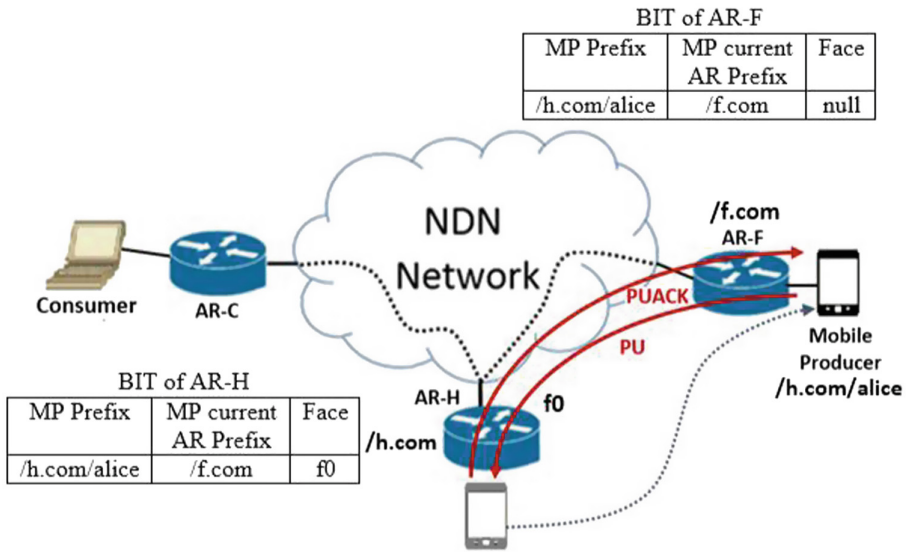 BIT of AR-F
MP Prefix MP current AR Prefix Face
/h.com/alice /f.com null
NDN
Network
/f.com
AR-F
Consumer
AR-C
PUACK
PU
Mobile
Producer
/h.com/alice
BIT of AR-H
MP Prefix MP current AR Prefix Face
/h.com/alice /f.com f0
AR-H
f0
/h.com